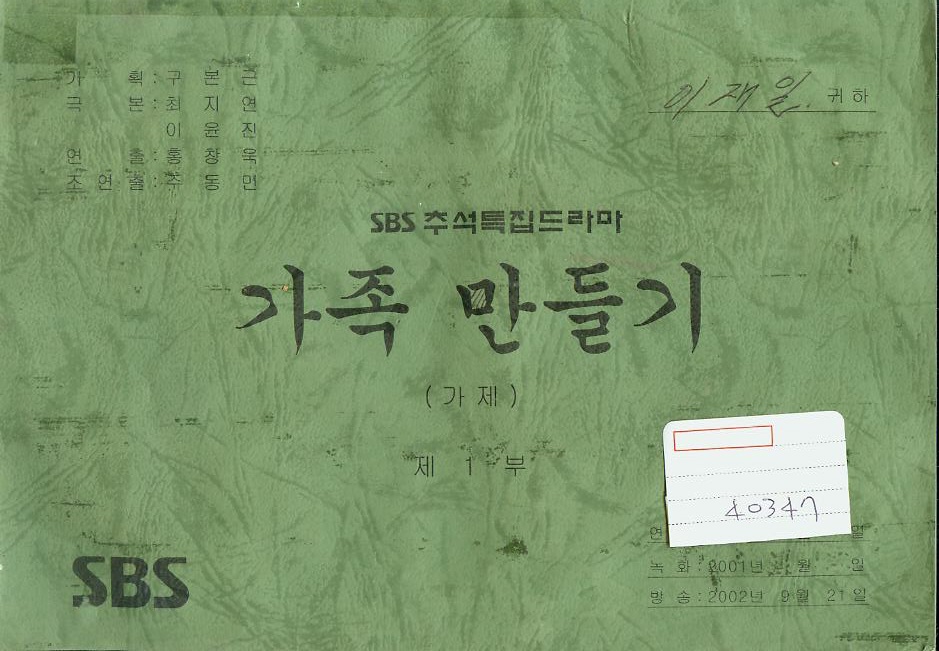 기 획 : 구 본 근
극 본 : 최 지 연
이 윤 진
연 출 : 홍 창 욱
조 연 출 : 주 동 민
이재일 귀하
SBS 추석특집드라마
가족 만들기
(가 제)
제 1 부
40347
연
녹 화 : 2001년 월 일
방 송 : 2002년 9월 21일
SBS